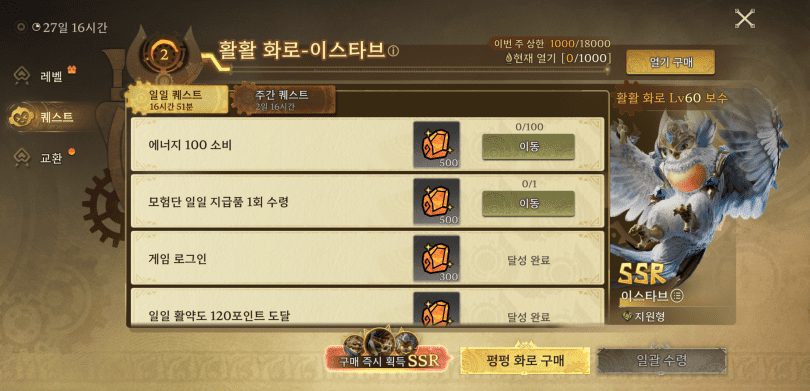 27일 16시간
2
활활 화로-이스타브
이번 주 상한 1000/18000
현재 열기 [0/1000]
열기 구매
레벨
퀘스트
교환
일일 퀘스트
16시간 51분
주간 퀘스트
2일 16시간
활활 화로 Lv60 보수
에너지 100 소비
500
0/100
이동
모험단 일일 지급품 1회 수령
500
0/1
이동
게임 로그인
300
달성 완료
일일 활약도 120포인트 도달
달성 완료
SSR
이스타브
지원형
구매 즉시 획득 SSR
펑펑 화로 구매
일괄 수령